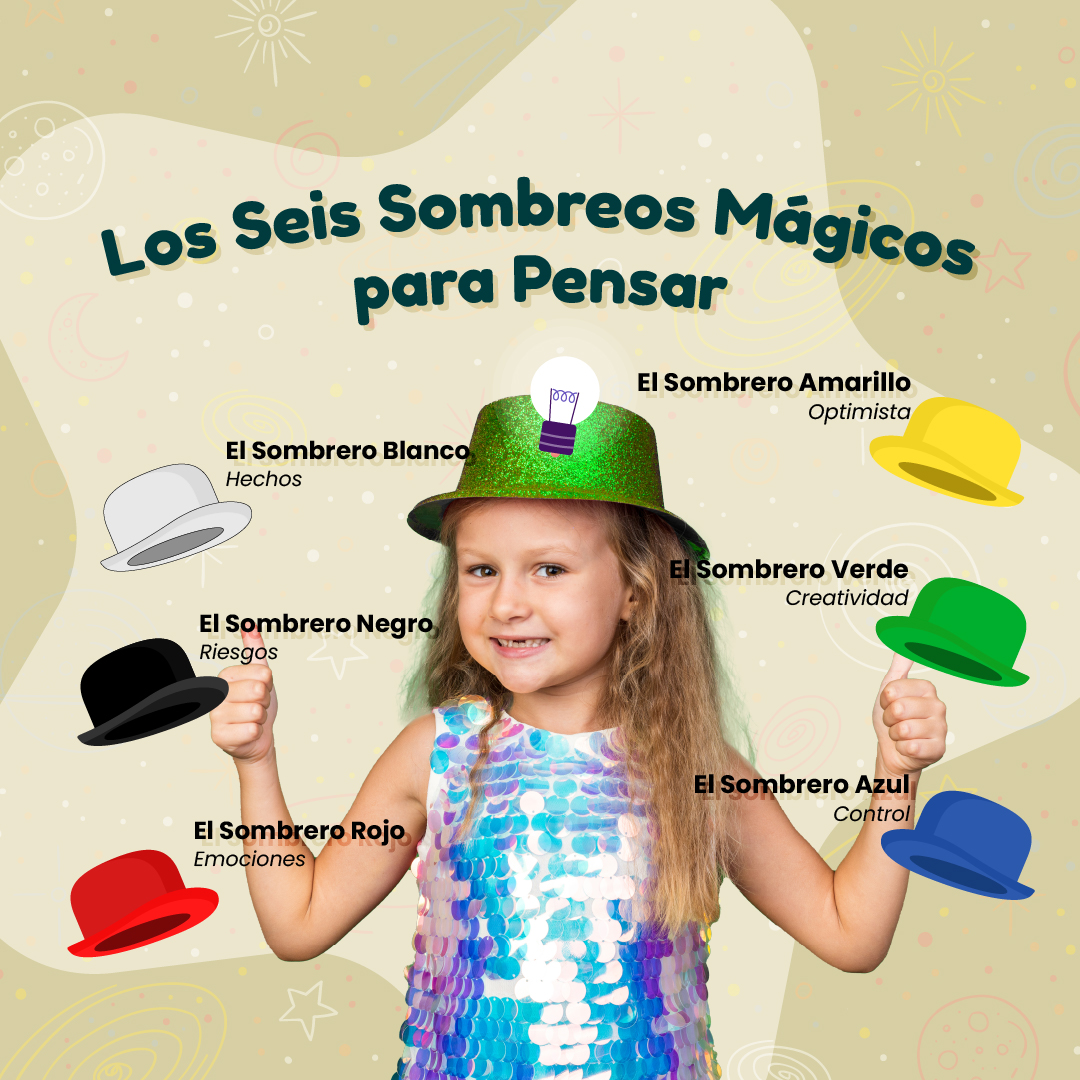 Los Seis Sombreos Mágicos
para Pensar
El Sombrero Amarillo
Optimista
El Sombrero Blanco
Hechos
El Sombrero Verde
Creatividad
El Sombrero Negro
Riesgos
El Sombrero Azul
Control
El Sombrero Rojo
Emociones